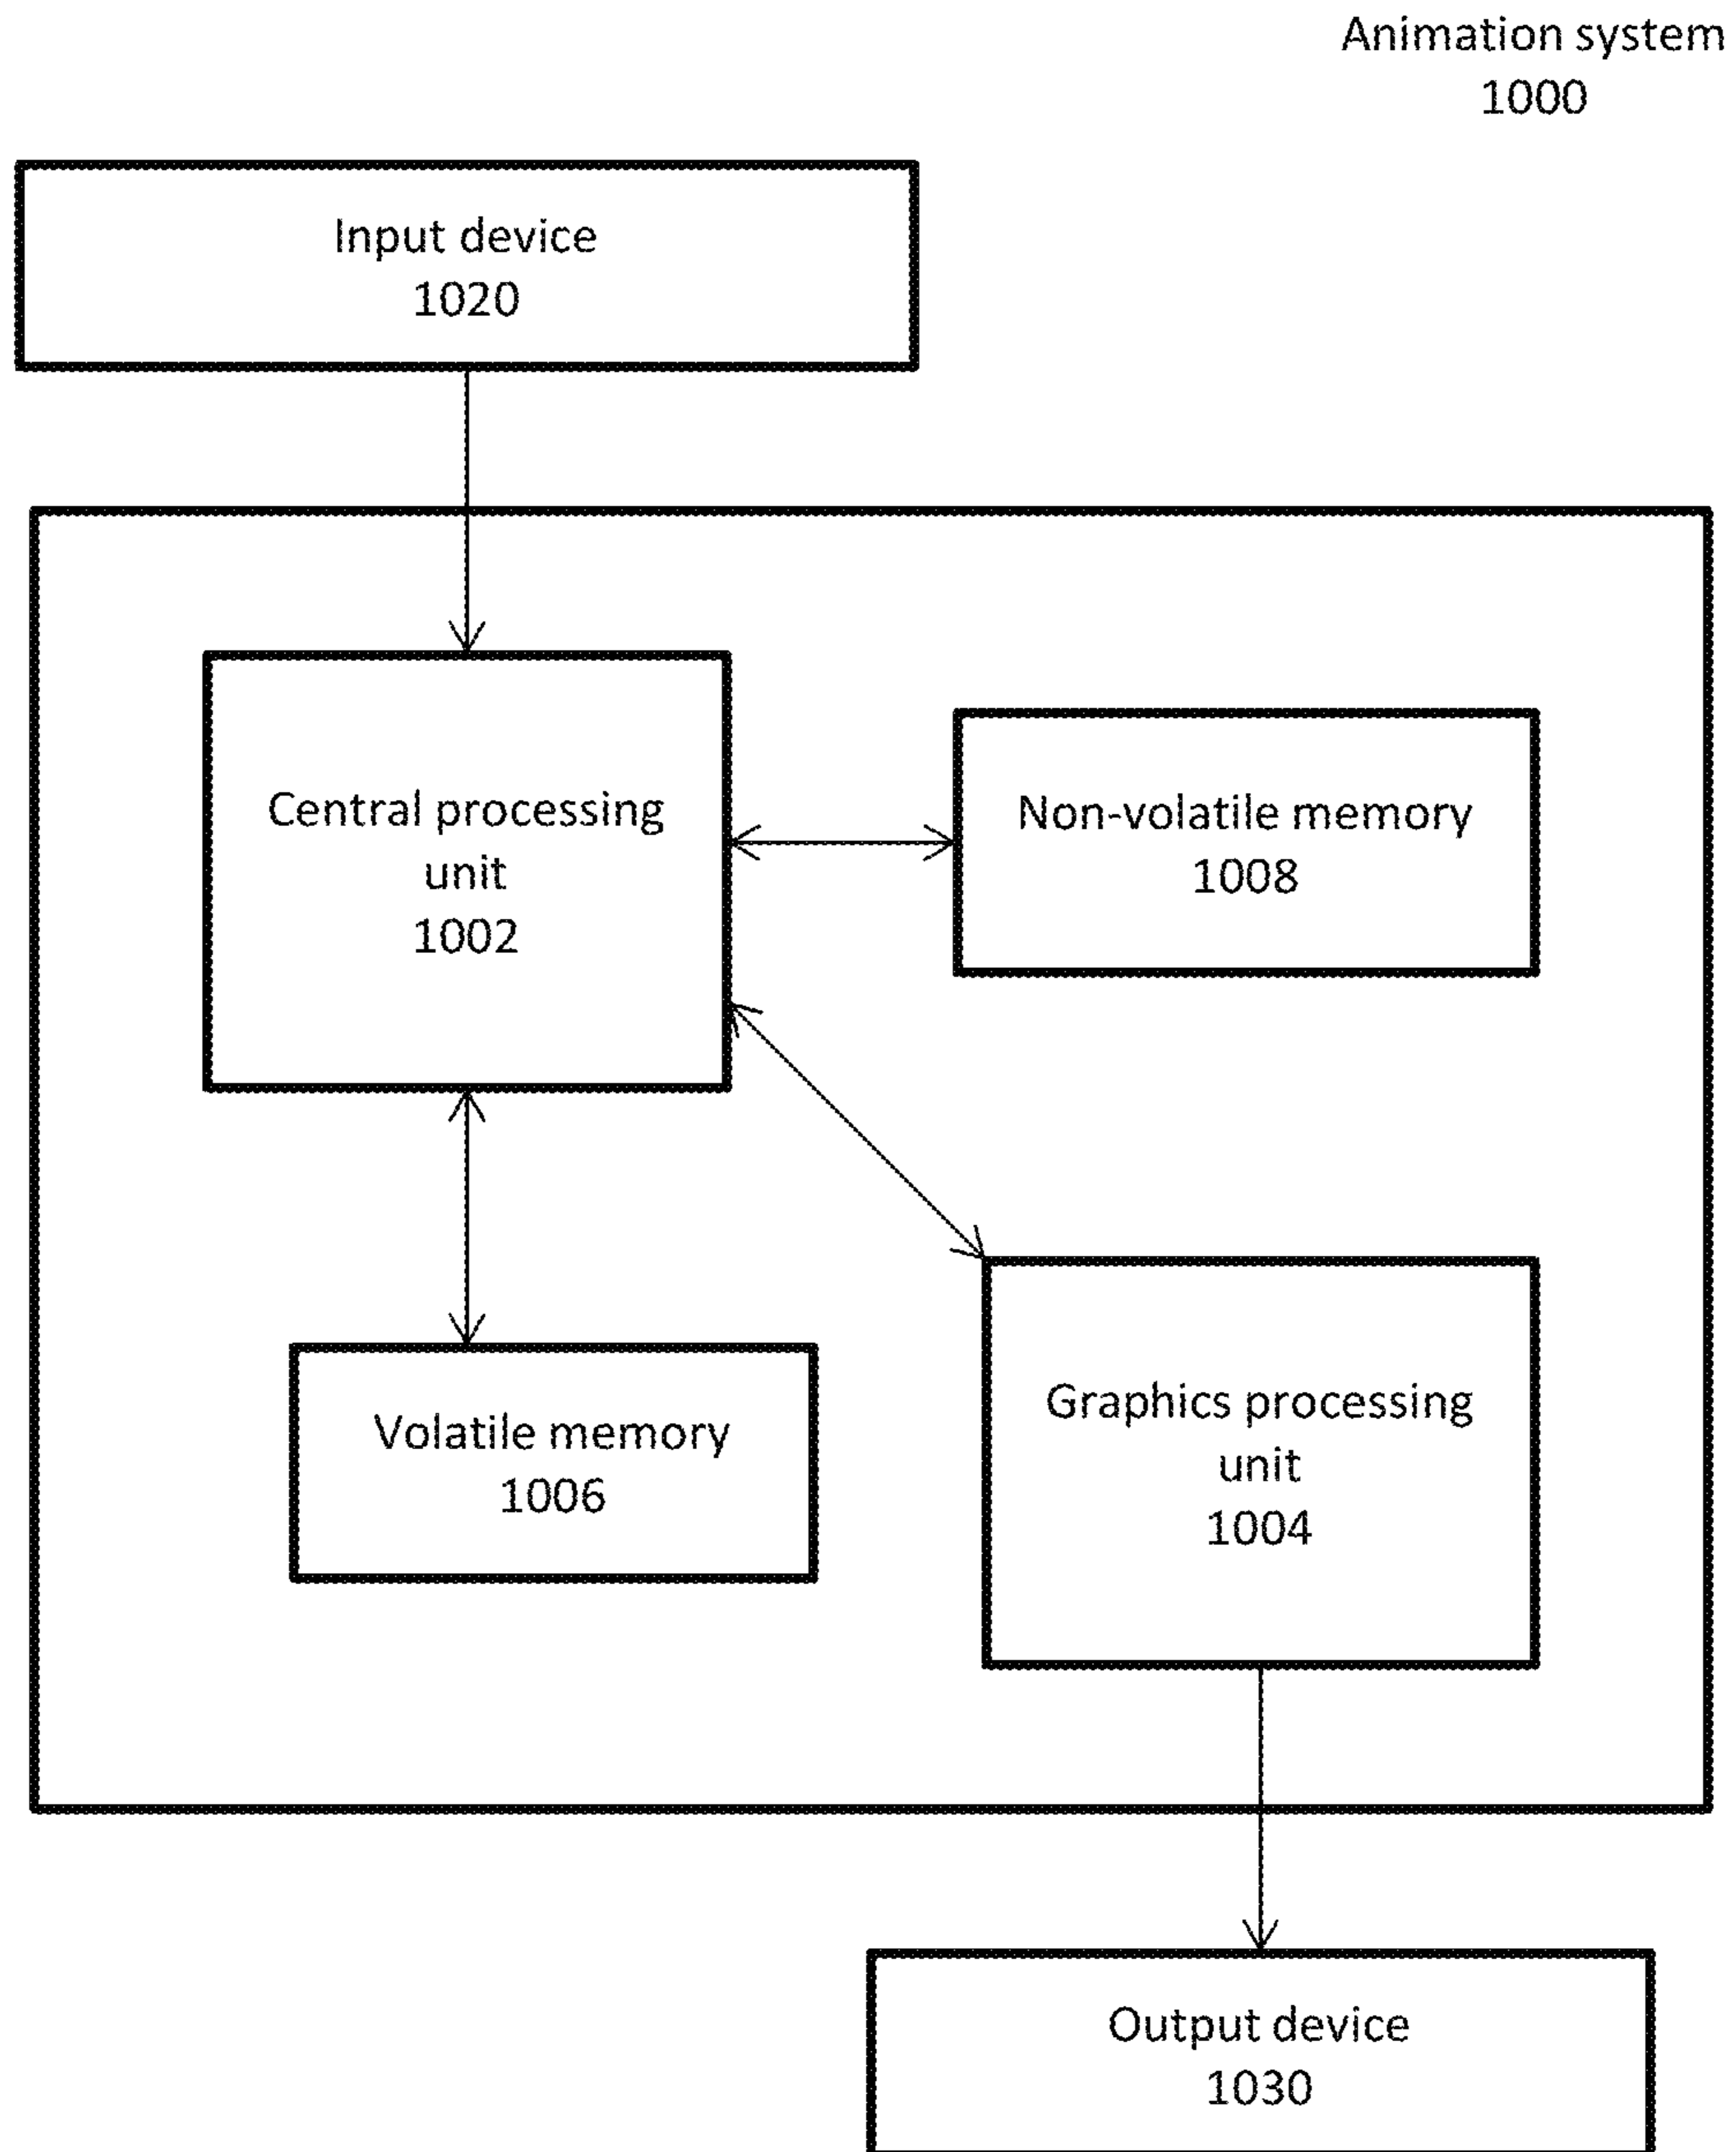 Animation system
1000
Input device
1020
Central processing
unit
1002
Non-volatile memory
1008
Volatile memory
1006
Graphics processing
unit
1004
Output device
1030